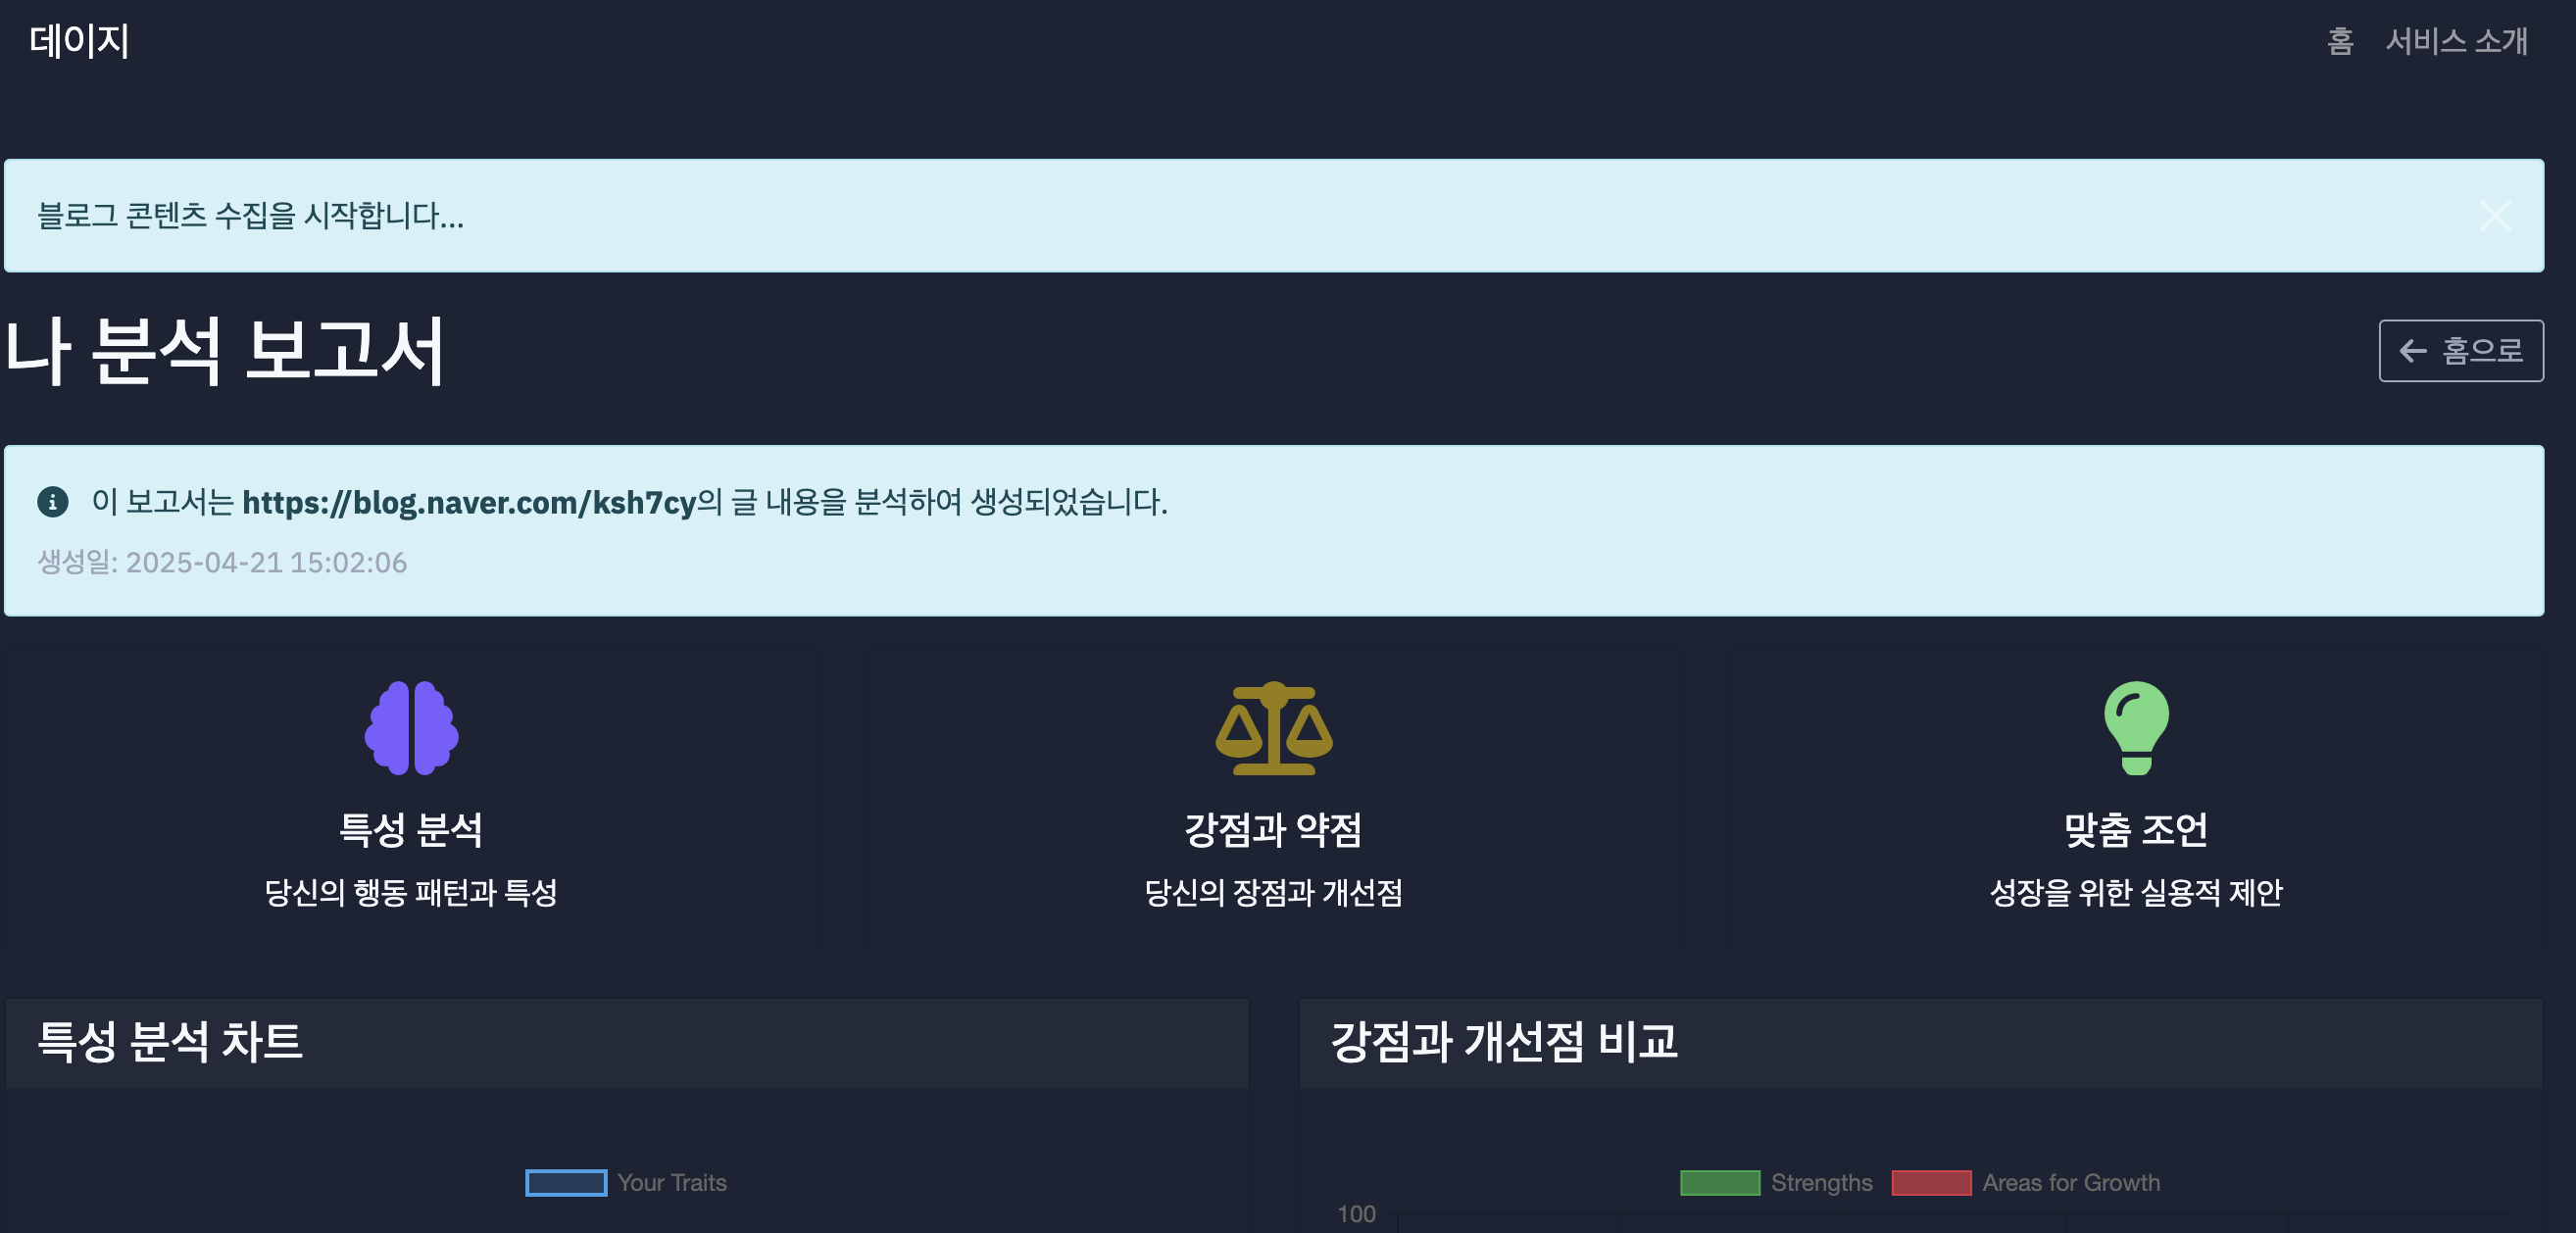 데이지
홈 서비스 소개
블로그 콘텐츠 수집을 시작합니다...
나 분석 보고서
홈으로
이 보고서는 https://blog.naver.com/ksh7cy의 글 내용을 분석하여 생성되었습니다.
생성일: 2025-04-21 15:02:06
특성 분석
당신의 행동 패턴과 특성
강점과 약점
당신의 장점과 개선점
맞춤 조언
성장을 위한 실용적 제안
특성 분석 차트
Your Traits
강점과 개선점 비교
Strengths Areas for Growth
100